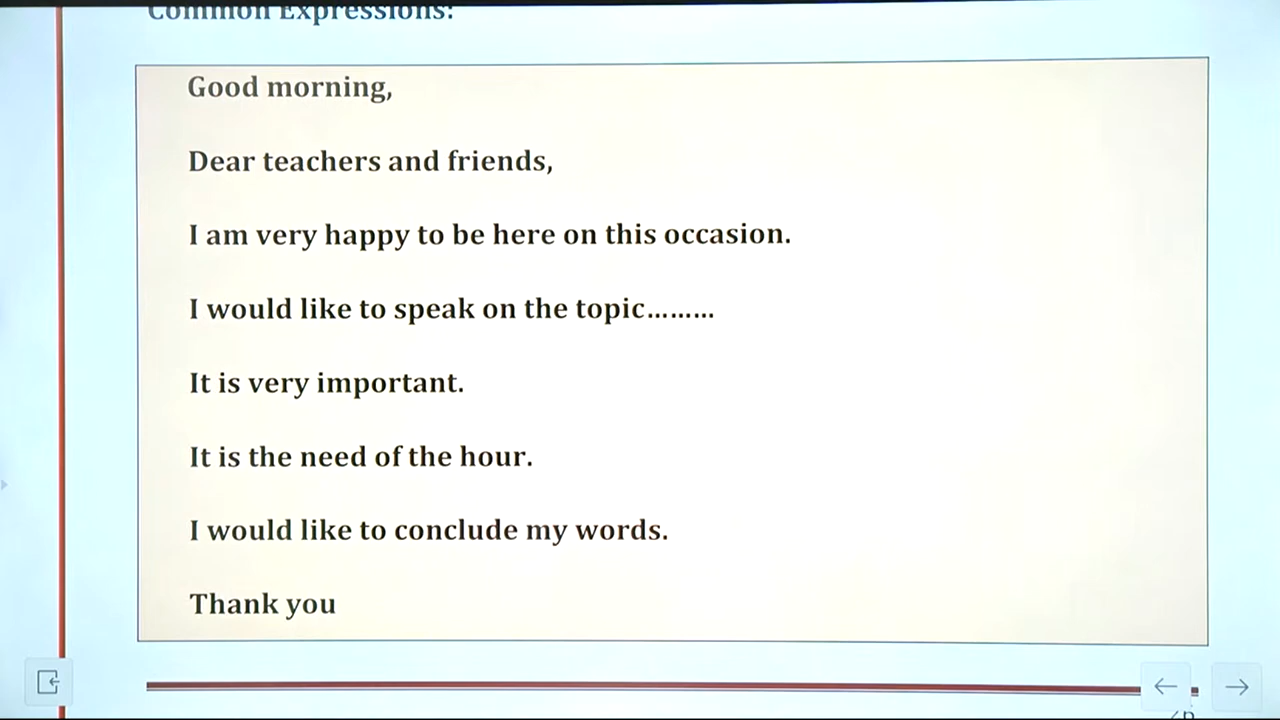 Common Expressions:
Good morning,
Dear teachers and friends,
I am very happy to be here on this occasion.
I would like to speak on the topic.........
It is very important.
It is the need of the hour.
I would like to conclude my words.
Thank you